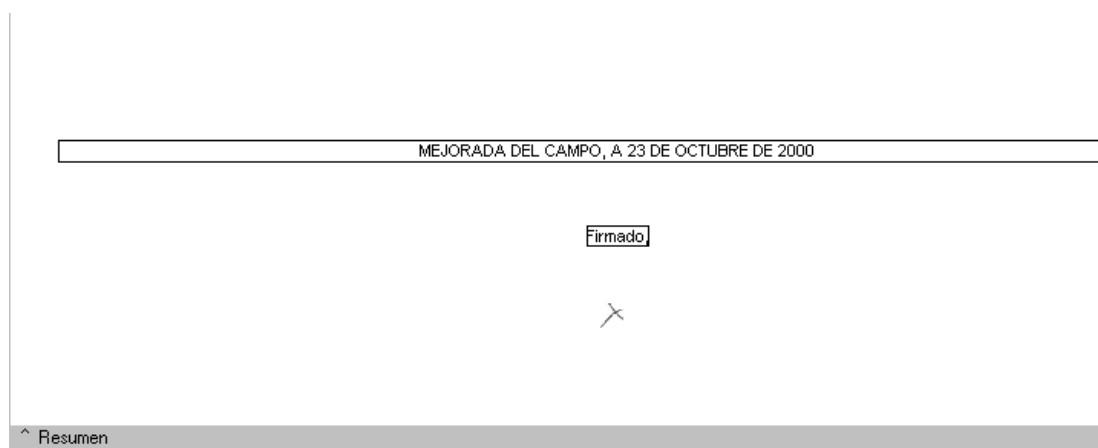 MEJORADA DEL CAMPO, A 23 DE OCTUBRE DE 2000
Firmado,
^ Resumen